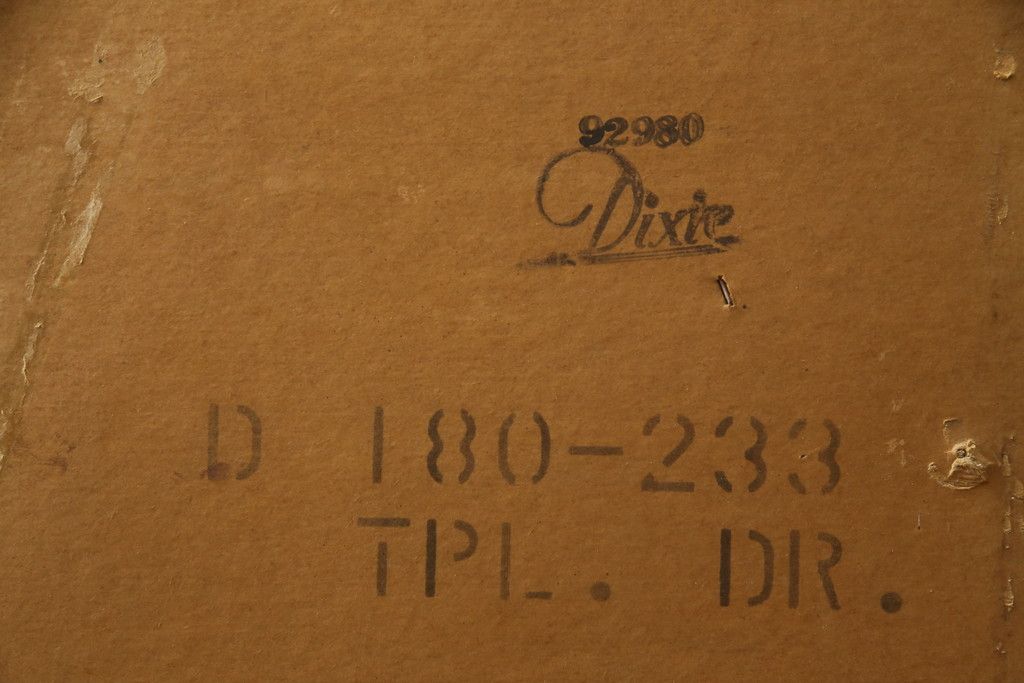 92980
Dixie
D 180-233
TPL. DR.